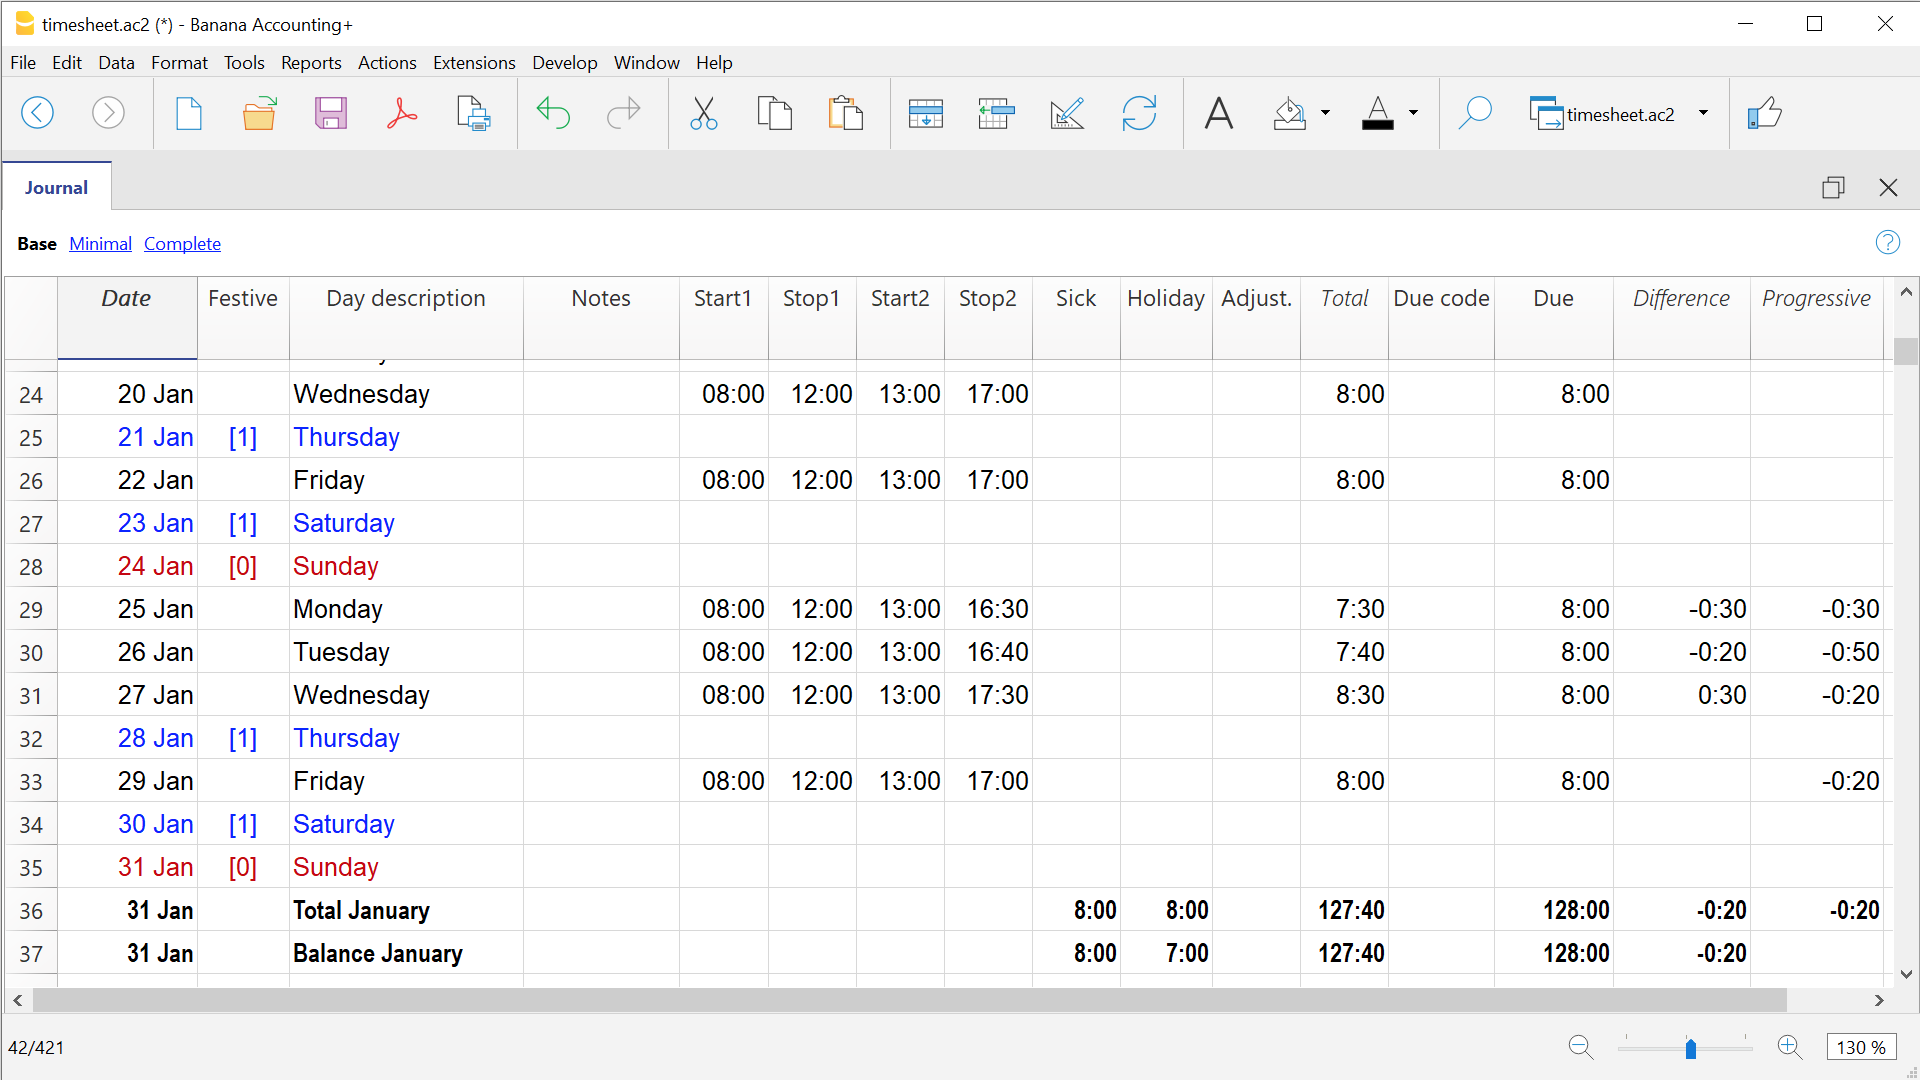 timesheet.ac2 (*) - Banana Accounting+
File Edit Data Format Tools Reports Actions Extensions Develop Window Help
timesheet.ac2
Journal
Base Minimal Complete
Date Festive Day description Notes Start1 Stop1 Start2 Stop2 Sick Holiday Adjust. Total Due code Due Difference Progressive
24 20 Jan Wednesday 08:00 12:00 13:00 17:00 8:00 8:00
25 21 Jan [1] Thursday
26 22 Jan Friday 08:00 12:00 13:00 17:00 8:00 8:00
27 23 Jan [1] Saturday
28 24 Jan [0] Sunday
29 25 Jan Monday 08:00 12:00 13:00 16:30 7:30 8:00 -0:30 -0:30
30 26 Jan Tuesday 08:00 12:00 13:00 16:40 7:40 8:00 -0:20 -0:50
31 27 Jan Wednesday 08:00 12:00 13:00 17:30 8:30 8:00 0:30 -0:20
32 28 Jan [1] Thursday
33 29 Jan Friday 08:00 12:00 13:00 17:00 8:00 8:00 -0:20
34 30 Jan [1] Saturday
35 31 Jan [0] Sunday
36 31 Jan Total January 8:00 8:00 127:40 128:00 -0:20 -0:20
37 31 Jan Balance January 8:00 7:00 127:40 128:00 -0:20
42/421
130 %